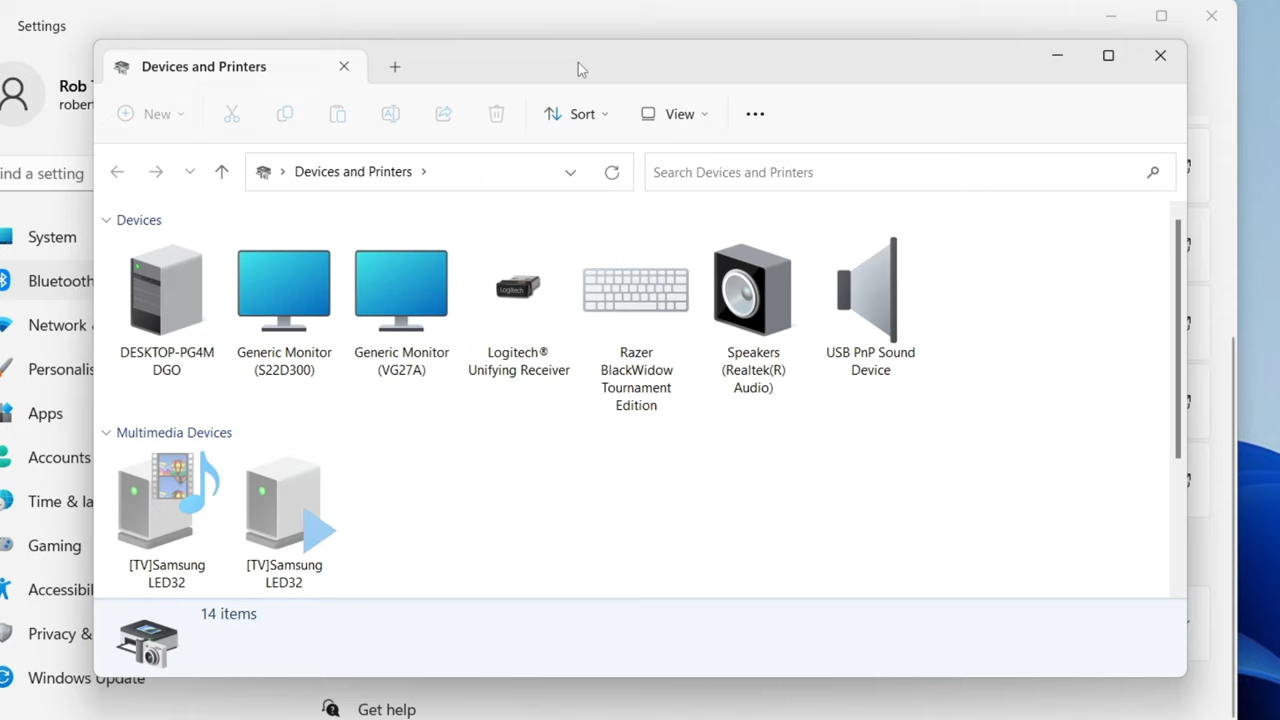 Settings
Rob
rober
ind a setting
System
Bluetooth
Network
Personalis
Apps
Accounts
Time & la
Gaming
Accessibil
Privacy &
Windows Update
Get help
Devices and Printers
New
Sort
View
Devices and Printers
Search Devices and Printers
Devices
DESKTOP-PG4M
DGO
Generic Monitor
(S22D300)
Generic Monitor
(VG27A)
Logitech
Logitech®
Unifying Receiver
Razer
BlackWidow
Tournament
Edition
Speakers
(Realtek(R)
Audio)
USB PnP Sound
Device
Multimedia Devices
[TV]Samsung
LED32
[TV]Samsung
LED32
14 items